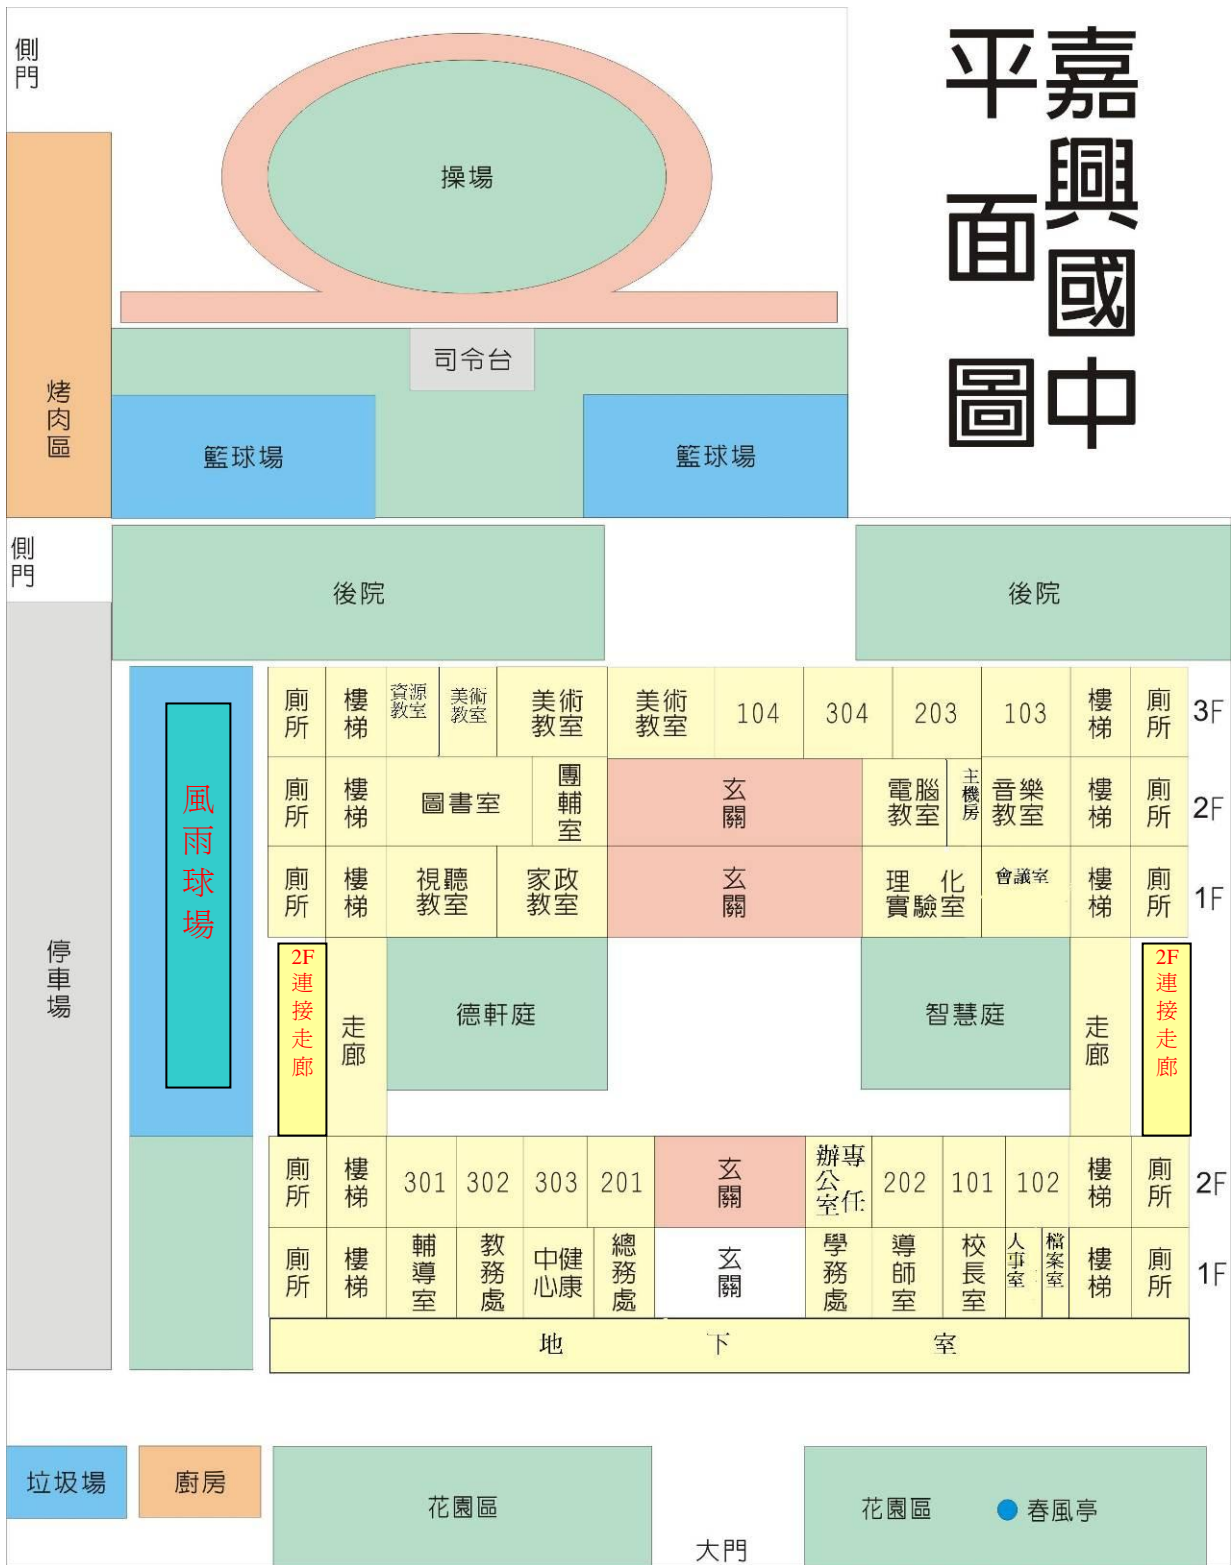 嘉興國中
平面圖
側門
操場
司令台
烤肉區
籃球場
籃球場
側門
後院
後院
停車場
風雨球場
廁所
樓梯
資源教室
美術教室
美術教室
美術教室
104
304
203
103
樓梯
廁所
3F
廁所
樓梯
圖書室
團輔室
玄關
電腦教室
主機房
音樂教室
樓梯
廁所
2F
廁所
樓梯
視聽教室
家政教室
玄關
理化實驗室
會議室
樓梯
廁所
1F
2F連接走廊
走廊
德軒庭
智慧庭
走廊
2F連接走廊
廁所
樓梯
301
302
303
201
玄關
專任辦公室
202
101
102
樓梯
廁所
2F
廁所
樓梯
輔導室
教務處
健康中心
總務處
玄關
學務處
導師室
校長室
人事室
檔案室
樓梯
廁所
1F
地下室
垃圾場
廚房
花園區
大門
花園區
春風亭